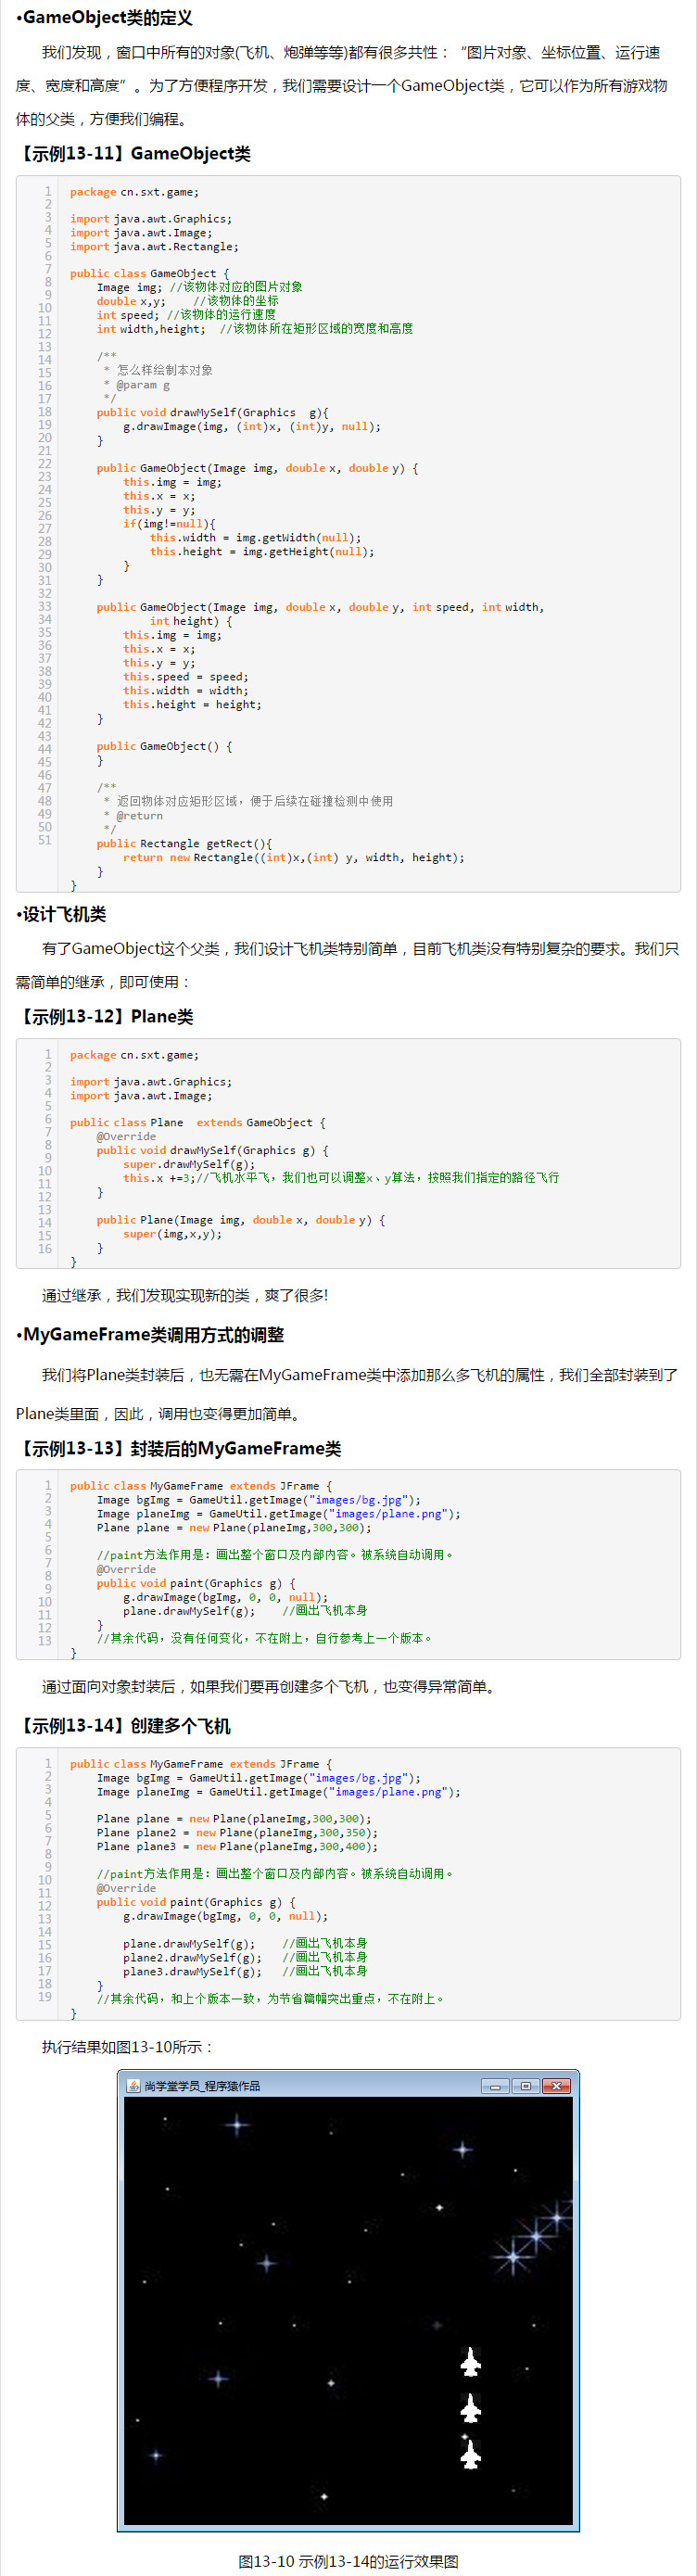 •GameObject类的定义
我们发现，窗口中所有的对象(飞机、炮弹等等)都有很多共性：“图片对象、坐标位置、运行速
度、宽度和高度”。为了方便程序开发，我们需要设计一个GameObject类，它可以作为所有游戏物
体的父类，方便我们编程。
【示例13-11】GameObject类
1 package cn.sxt.game;
2
3 import java.awt.Graphics;
4 import java.awt.Image;
5 import java.awt.Rectangle;
6
7 public class GameObject {
8 Image img; //该物体对应的图片对象
9 double x,y; //该物体的坐标
10 int speed; //该物体的运行速度
11 int width,height; //该物体所在矩形区域的宽度和高度
12
13 /**
14 * 怎么样绘制本对象
15 * @param g
16 */
17 public void drawMySelf(Graphics g){
18 g.drawImage(img, (int)x, (int)y, null);
19 }
20
21 public GameObject(Image img, double x, double y) {
22 this.img = img;
23 this.x = x;
24 this.y = y;
25 if(img!=null){
26 this.width = img.getWidth(null);
27 this.height = img.getHeight(null);
28 }
29 }
30
31 public GameObject(Image img, double x, double y, int speed, int width,
32 int height) {
33 this.img = img;
34 this.x = x;
35 this.y = y;
36 this.speed = speed;
37 this.width = width;
38 this.height = height;
39 }
40
41 public GameObject() {
42 }
43
44 /**
45 * 返回物体对应矩形区域，便于后续在碰撞检测中使用
46 * @return
47 */
48 public Rectangle getRect(){
49 return new Rectangle((int)x,(int) y, width, height);
50 }
51 }
•设计飞机类
有了GameObject这个父类，我们设计飞机类特别简单，目前飞机类没有特别复杂的要求。我们只
需简单的继承，即可使用：
【示例13-12】Plane类
1 package cn.sxt.game;
2
3 import java.awt.Graphics;
4 import java.awt.Image;
5
6 public class Plane extends GameObject {
7 @Override
8 public void drawMySelf(Graphics g) {
9 super.drawMySelf(g);
10 this.x +=3;//飞机水平飞，我们也可以调整x、y算法，按照我们指定的路径飞行
11 }
12
13 public Plane(Image img, double x, double y) {
14 super(img,x,y);
15 }
16 }
通过继承，我们发现实现新的类，爽了很多!
•MyGameFrame类调用方式的调整
我们将Plane类封装后，也无需在MyGameFrame类中添加那么多飞机的属性，我们全部封装到了
Plane类里面，因此，调用也变得更加简单。
【示例13-13】封装后的MyGameFrame类
1 public class MyGameFrame extends JFrame {
2 Image bgImg = GameUtil.getImage("images/bg.jpg");
3 Image planeImg = GameUtil.getImage("images/plane.png");
4 Plane plane = new Plane(planeImg,300,300);
5
6 //paint方法作用是：画出整个窗口及内部内容。被系统自动调用。
7 @Override
8 public void paint(Graphics g) {
9 g.drawImage(bgImg, 0, 0, null);
10 plane.drawMySelf(g); //画出飞机本身
11 }
12 //其余代码，没有任何变化，不在附上，自行参考上一个版本。
13 }
通过面向对象封装后，如果我们要再创建多个飞机，也变得异常简单。
【示例13-14】创建多个飞机
1 public class MyGameFrame extends JFrame {
2 Image bgImg = GameUtil.getImage("images/bg.jpg");
3 Image planeImg = GameUtil.getImage("images/plane.png");
4
5 Plane plane = new Plane(planeImg,300,300);
6 Plane plane2 = new Plane(planeImg,300,350);
7 Plane plane3 = new Plane(planeImg,300,400);
8
9 //paint方法作用是：画出整个窗口及内部内容。被系统自动调用。
10 @Override
11 public void paint(Graphics g) {
12 g.drawImage(bgImg, 0, 0, null);
13
14 plane.drawMySelf(g); //画出飞机本身
15 plane2.drawMySelf(g); //画出飞机本身
16 plane3.drawMySelf(g); //画出飞机本身
17 }
18 //其余代码，和上个版本一致，为节省篇幅突出重点，不在附上。
19 }
执行结果如图13-10所示：
尚学堂学员_程序猿作品
图13-10 示例13-14的运行效果图